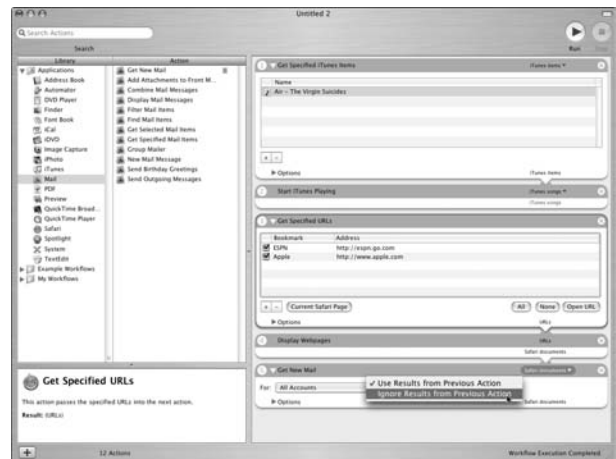 Untitled 2
Search Actions
Search
Run
Library
Action
Applications
Address Book
Automator
DVD Player
Finder
Font Book
iCal
iDVD
Image Capture
iPhoto
iTunes
Mail
PDF
Preview
QuickTime Broad...
QuickTime Player
Safari
Spotlight
System
TextEdit
Example Workflows
My Workflows
Get New Mail
Add Attachments to Front M...
Combine Mail Messages
Display Mail Messages
Filter Mail Items
Find Mail Items
Get Selected Mail Items
Get Specified Mail Items
Group Mailer
New Mail Message
Send Birthday Greetings
Send Outgoing Messages
Get Specified URLs
This action passes the specified URLs into the next action.
Result: (URLs)
12 Actions
1 Get Specified iTunes Items iTunes items
Name
Air - The Virgin Suicides
Options iTunes items
2 Start iTunes Playing iTunes songs
iTunes songs
3 Get Specified URLs
Bookmark Address
ESPN http://espn.go.com
Apple http://www.apple.com
Current Safari Page All None Open URL
Options URLs
Display Webpages URLs
Safari documents
Get New Mail Safari documents
For: All Accounts
Use Results from Previous Action
Ignore Results from Previous Action
Options Safari documents
Workflow Execution Completed